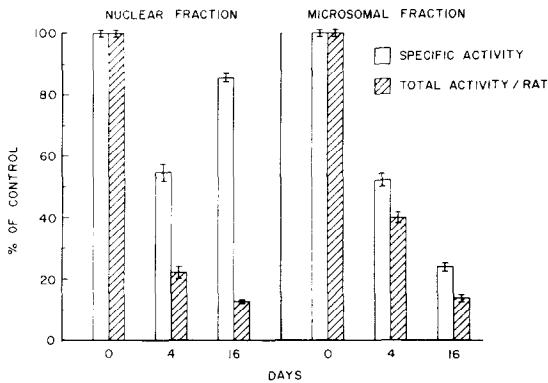 NUCLEAR FRACTION
MICROSOMAL FRACTION
SPECIFIC ACTIVITY
TOTAL ACTIVITY / RAT
% OF CONTROL
100
80
60
40
20
0
0 4 16 0 4 16
DAYS